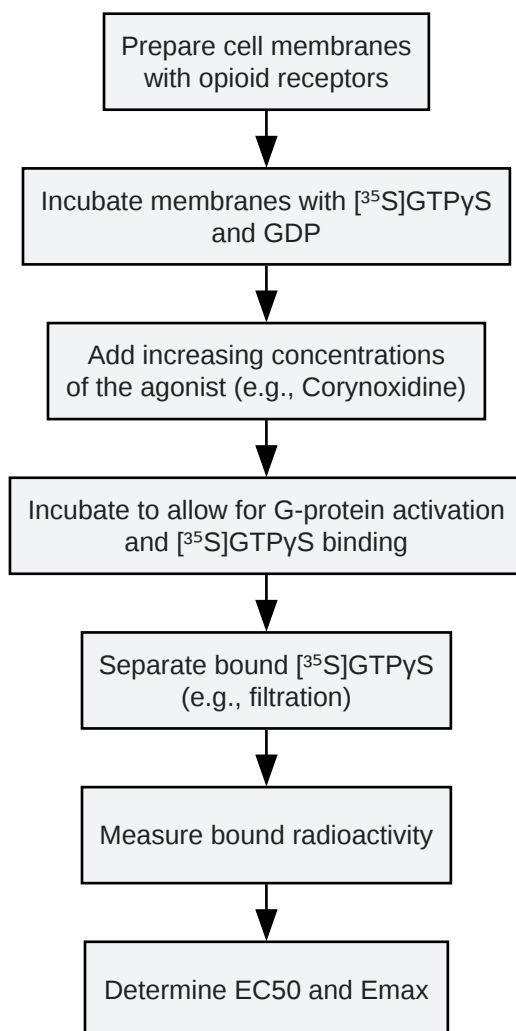 Prepare cell membranes
with opioid receptors
Incubate membranes with [³⁵S]GTPγS
and GDP
Add increasing concentrations
of the agonist (e.g., Corynoxidine)
Incubate to allow for G-protein activation
and [³⁵S]GTPγS binding
Separate bound [³⁵S]GTPγS
(e.g., filtration)
Measure bound radioactivity
Determine EC50 and Emax